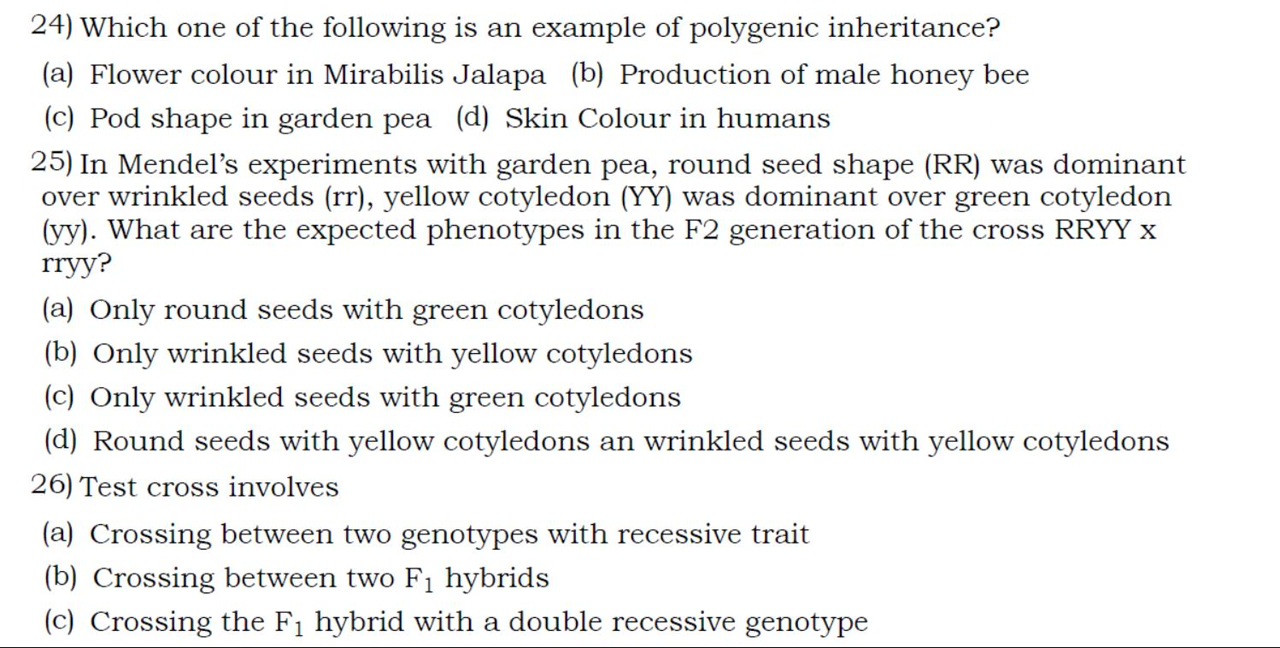 24) Which one of the following is an example of polygenic inheritance?
(a) Flower colour in Mirabilis Jalapa (b) Production of male honey bee
(c) Pod shape in garden pea (d) Skin Colour in humans
25) In Mendel's experiments with garden pea, round seed shape (RR) was dominant
over wrinkled seeds (rr), yellow cotyledon (YY) was dominant over green cotyledon
(yy). What are the expected phenotypes in the F2 generation of the cross RRYY x
rryy?
(a) Only round seeds with green cotyledons
(b) Only wrinkled seeds with yellow cotyledons
(c) Only wrinkled seeds with green cotyledons
(d) Round seeds with yellow cotyledons an wrinkled seeds with yellow cotyledons
26) Test cross involves
(a) Crossing between two genotypes with recessive trait
(b) Crossing between two F₁ hybrids
(c) Crossing the F₁ hybrid with a double recessive genotype